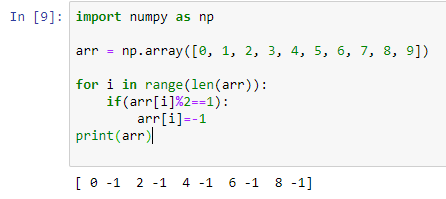 In [9]: import numpy as np
arr = np.array([0, 1, 2, 3, 4, 5, 6, 7, 8, 9])
for i in range(len(arr)):
    if(arr[i]%2==1):
        arr[i]=-1
print(arr)
[ 0 -1  2 -1  4 -1  6 -1  8 -1]